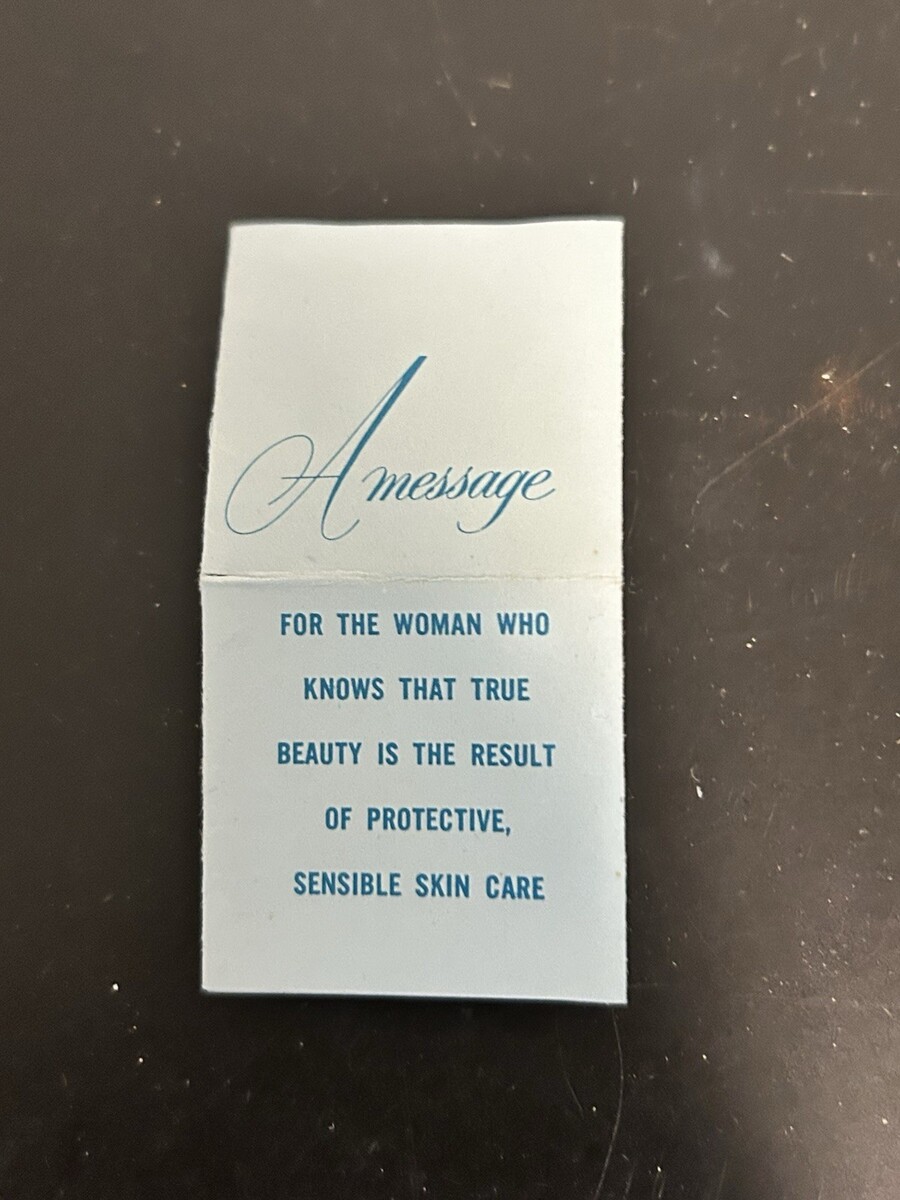 A message
FOR THE WOMAN WHO
KNOWS THAT TRUE
BEAUTY IS THE RESULT
OF PROTECTIVE,
SENSIBLE SKIN CARE